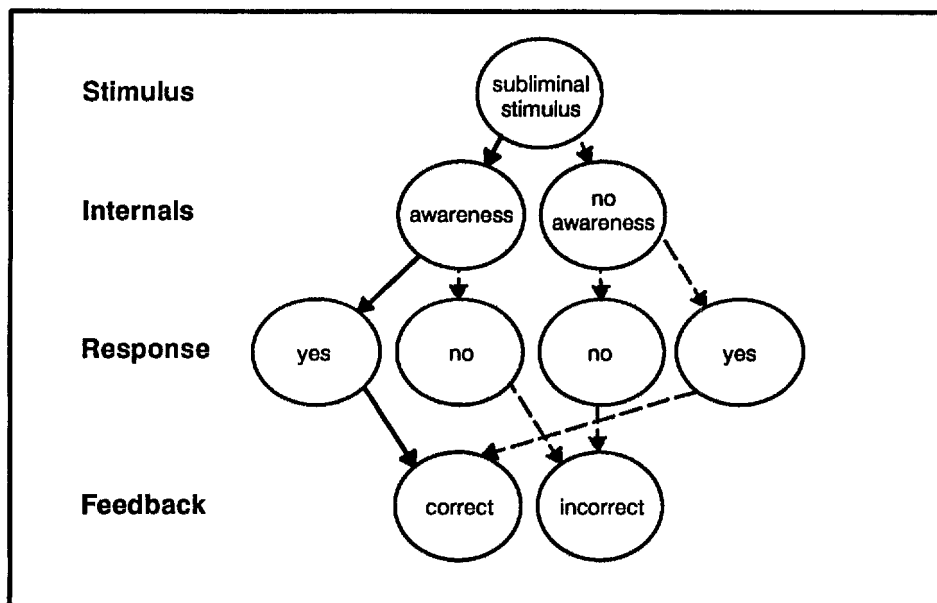 Stimulus
subliminal
stimulus
Internals
awareness
no
awareness
Response
yes
no
no
yes
Feedback
correct
incorrect